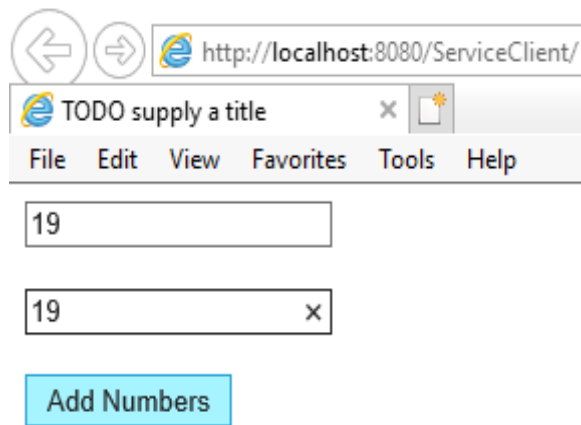 http://localhost:8080/ServiceClient/
TODO supply a title
File Edit View Favorites Tools Help
19
19
Add Numbers